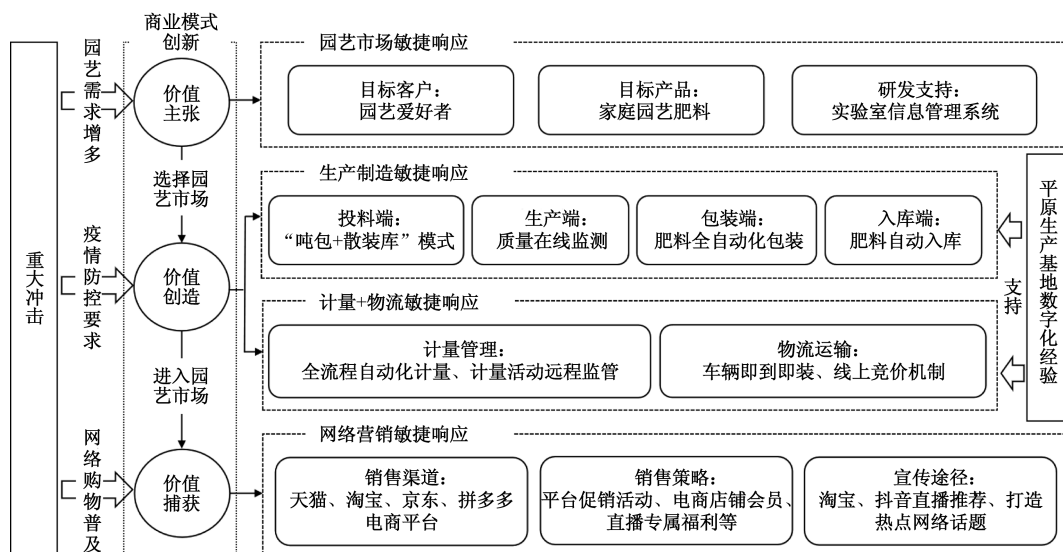 重大冲击
园艺需求增多
疫情防控要求
网络购物普及
商业模式
创新
价值
主张
选择园
艺市场
价值
创造
进入园
艺市场
价值
捕获
园艺市场敏捷响应
目标客户：
园艺爱好者
目标产品：
家庭园艺肥料
研发支持：
实验室信息管理系统
生产制造敏捷响应
投料端：
“吨包+散装库”模式
生产端：
质量在线监测
包装端：
肥料全自动化包装
入库端：
肥料自动入库
计量+物流敏捷响应
计量管理：
全流程自动化计量、计量活动远程监管
物流运输：
车辆即到即装、线上竞价机制
支持
平原生产基地数字化经验
网络营销敏捷响应
销售渠道：
天猫、淘宝、京东、拼多多
电商平台
销售策略：
平台促销活动、电商店铺会员、
直播专属福利等
宣传途径：
淘宝、抖音直播推荐、打造
热点网络话题